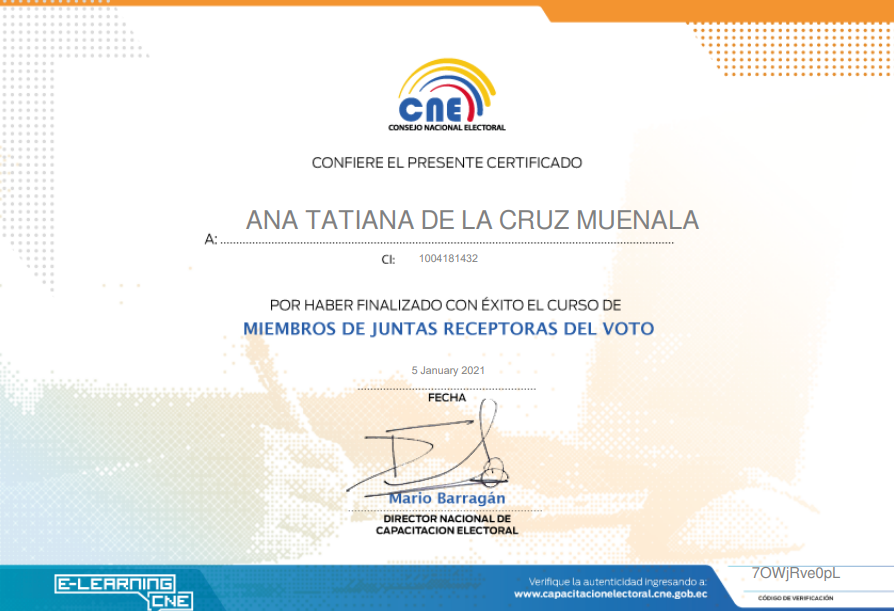 CNE
CONSEJO NACIONAL ELECTORAL
CONFIERE EL PRESENTE CERTIFICADO
A: ANA TATIANA DE LA CRUZ MUENALA
CI: 1004181432
POR HABER FINALIZADO CON ÉXITO EL CURSO DE
MIEMBROS DE JUNTAS RECEPTORAS DEL VOTO
5 January 2021
FECHA
Mario Barragán
DIRECTOR NACIONAL DE
CAPACITACION ELECTORAL
E-LEARNING
CNE
Verifique la autenticidad ingresando a:
www.capacitacionelectoral.cne.gob.ec
7OWjRve0pL
CÓDIGO DE VERIFICACIÓN